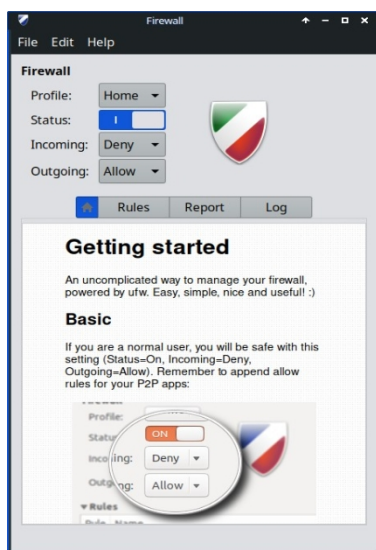 Firewall
File Edit Help
Firewall
Profile: Home
Status:
Incoming: Deny
Outgoing: Allow
Rules Report Log
Getting started
An uncomplicated way to manage your firewall,
powered by ufw. Easy, simple, nice and useful! :)
Basic
If you are a normal user, you will be safe with this
setting (Status=On, Incoming=Deny,
Outgoing=Allow). Remember to append allow
rules for your P2P apps:
Profile:
ON
Deny
Allow
Rules